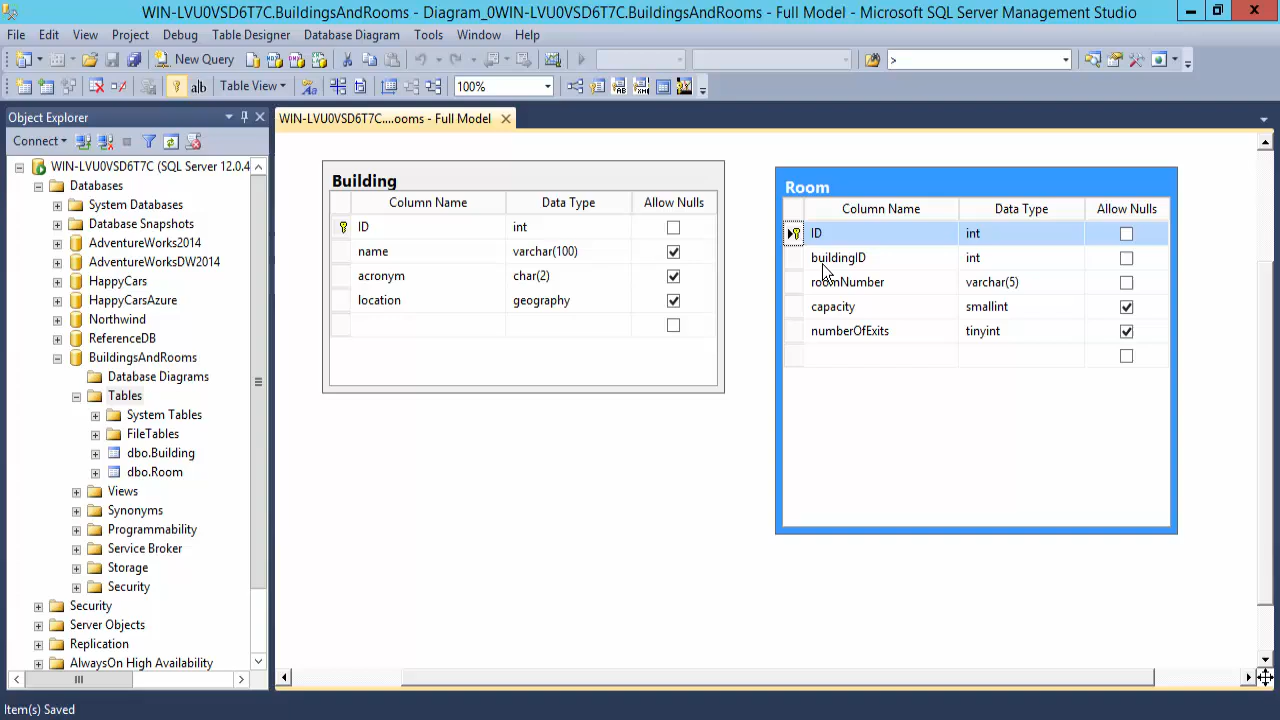 WIN-LVU0VSD6T7C.BuildingsAndRooms - Diagram_0WIN-LVU0VSD6T7C.BuildingsAndRooms - Full Model - Microsoft SQL Server Management Studio
File Edit View Project Debug Table Designer Database Diagram Tools Window Help
New Query >
Table View 100%
Object Explorer
Connect
WIN-LVU0VSD6T7C (SQL Server 12.0.4
Databases
System Databases
Database Snapshots
AdventureWorks2014
AdventureWorksDW2014
HappyCars
HappyCarsAzure
Northwind
ReferenceDB
BuildingsAndRooms
Database Diagrams
Tables
System Tables
FileTables
dbo.Building
dbo.Room
Views
Synonyms
Programmability
Service Broker
Storage
Security
Security
Server Objects
Replication
AlwaysOn High Availability
WIN-LVU0VSD6T7C....ooms - Full Model
Building
Column Name Data Type Allow Nulls
ID int
name varchar(100)
acronym char(2)
location geography
Room
Column Name Data Type Allow Nulls
ID int
buildingID int
roomNumber varchar(5)
capacity smallint
numberOfExits tinyint
Item(s) Saved